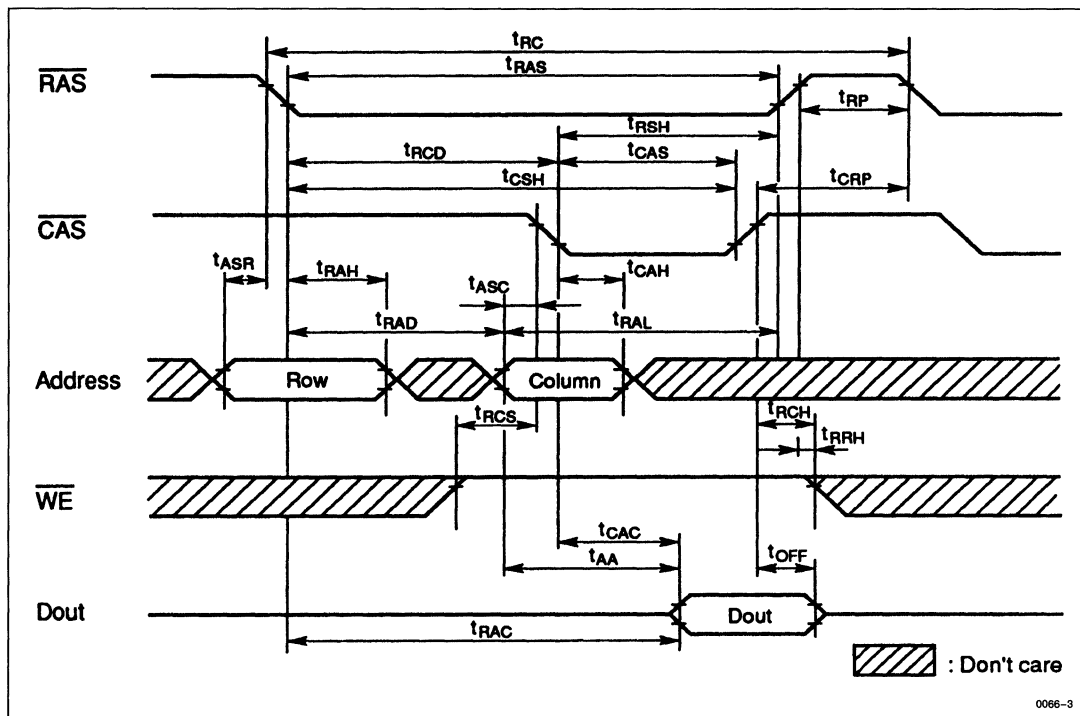 tRC
RAS
tRAS
tRP
tRSH
tRCD
tCAS
tCSH
tCRP
CAS
tASR
tRAH
tASC
tCAH
tRAD
tRAL
Address
Row
Column
tRCS
tRCH
tRRH
WE
tCAC
tOFF
tAA
Dout
Dout
tRAC
: Don't care
0066-3